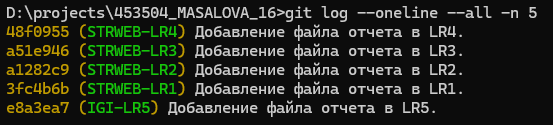 D:\projects\453504_MASALOVA_16>git log --oneline --all -n 5
48f0955 (STRWEB-LR4) Добавление файла отчета в LR4.
a51e946 (STRWEB-LR3) Добавление файла отчета в LR3.
a1282c9 (STRWEB-LR2) Добавление файла отчета в LR2.
3fc4b6b (STRWEB-LR1) Добавление файла отчета в LR1.
e8a3ea7 (IGI-LR5) Добавление файла отчета в LR5.